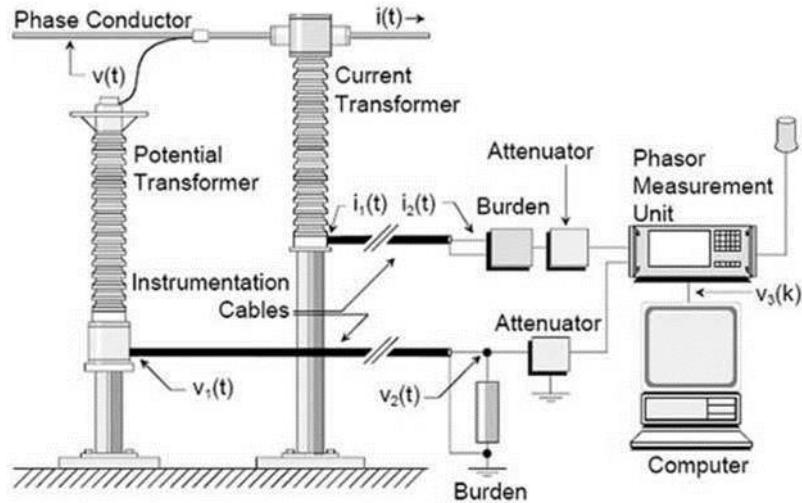 Phase Conductor
i(t)
v(t)
Current
Transformer
Potential
Transformer
Attenuator
Phasor
Measurement
Unit
i₁(t)
i₂(t)
Burden
Instrumentation
Cables
v₃(k)
Attenuator
v₁(t)
v₂(t)
Computer
Burden